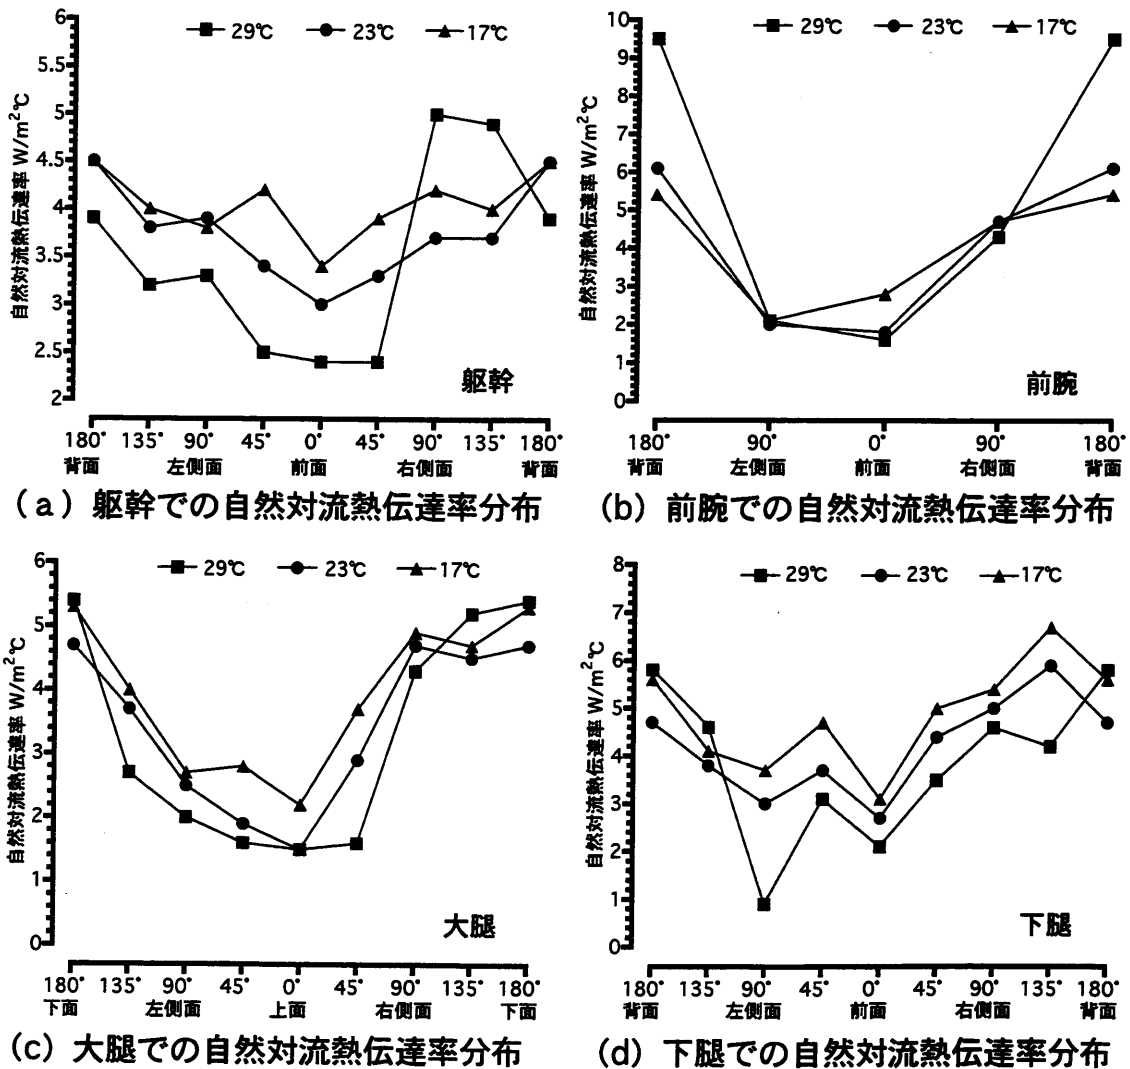 29℃ 23℃ 17℃
自然対流熱伝達率 W/m²℃
6
5.5
5
4.5
4
3.5
3
2.5
2
躯幹
180° 135° 90° 45° 0° 45° 90° 135° 180°
背面 左側面 前面 右側面 背面
(a) 躯幹での自然対流熱伝達率分布
29℃ 23℃ 17℃
自然対流熱伝達率 W/m²℃
10
9
8
7
6
5
4
3
2
1
0
前腕
180° 90° 0° 90° 180°
背面 左側面 前面 右側面 背面
(b) 前腕での自然対流熱伝達率分布
29℃ 23℃ 17℃
自然対流熱伝達率 W/m²℃
6
5
4
3
2
1
0
大腿
180° 135° 90° 45° 0° 45° 90° 135° 180°
下面 左側面 上面 右側面 下面
(c) 大腿での自然対流熱伝達率分布
29℃ 23℃ 17℃
自然対流熱伝達率 W/m²℃
8
7
6
5
4
3
2
1
0
下腿
180° 135° 90° 45° 0° 45° 90° 135° 180°
背面 左側面 前面 右側面 背面
(d) 下腿での自然対流熱伝達率分布